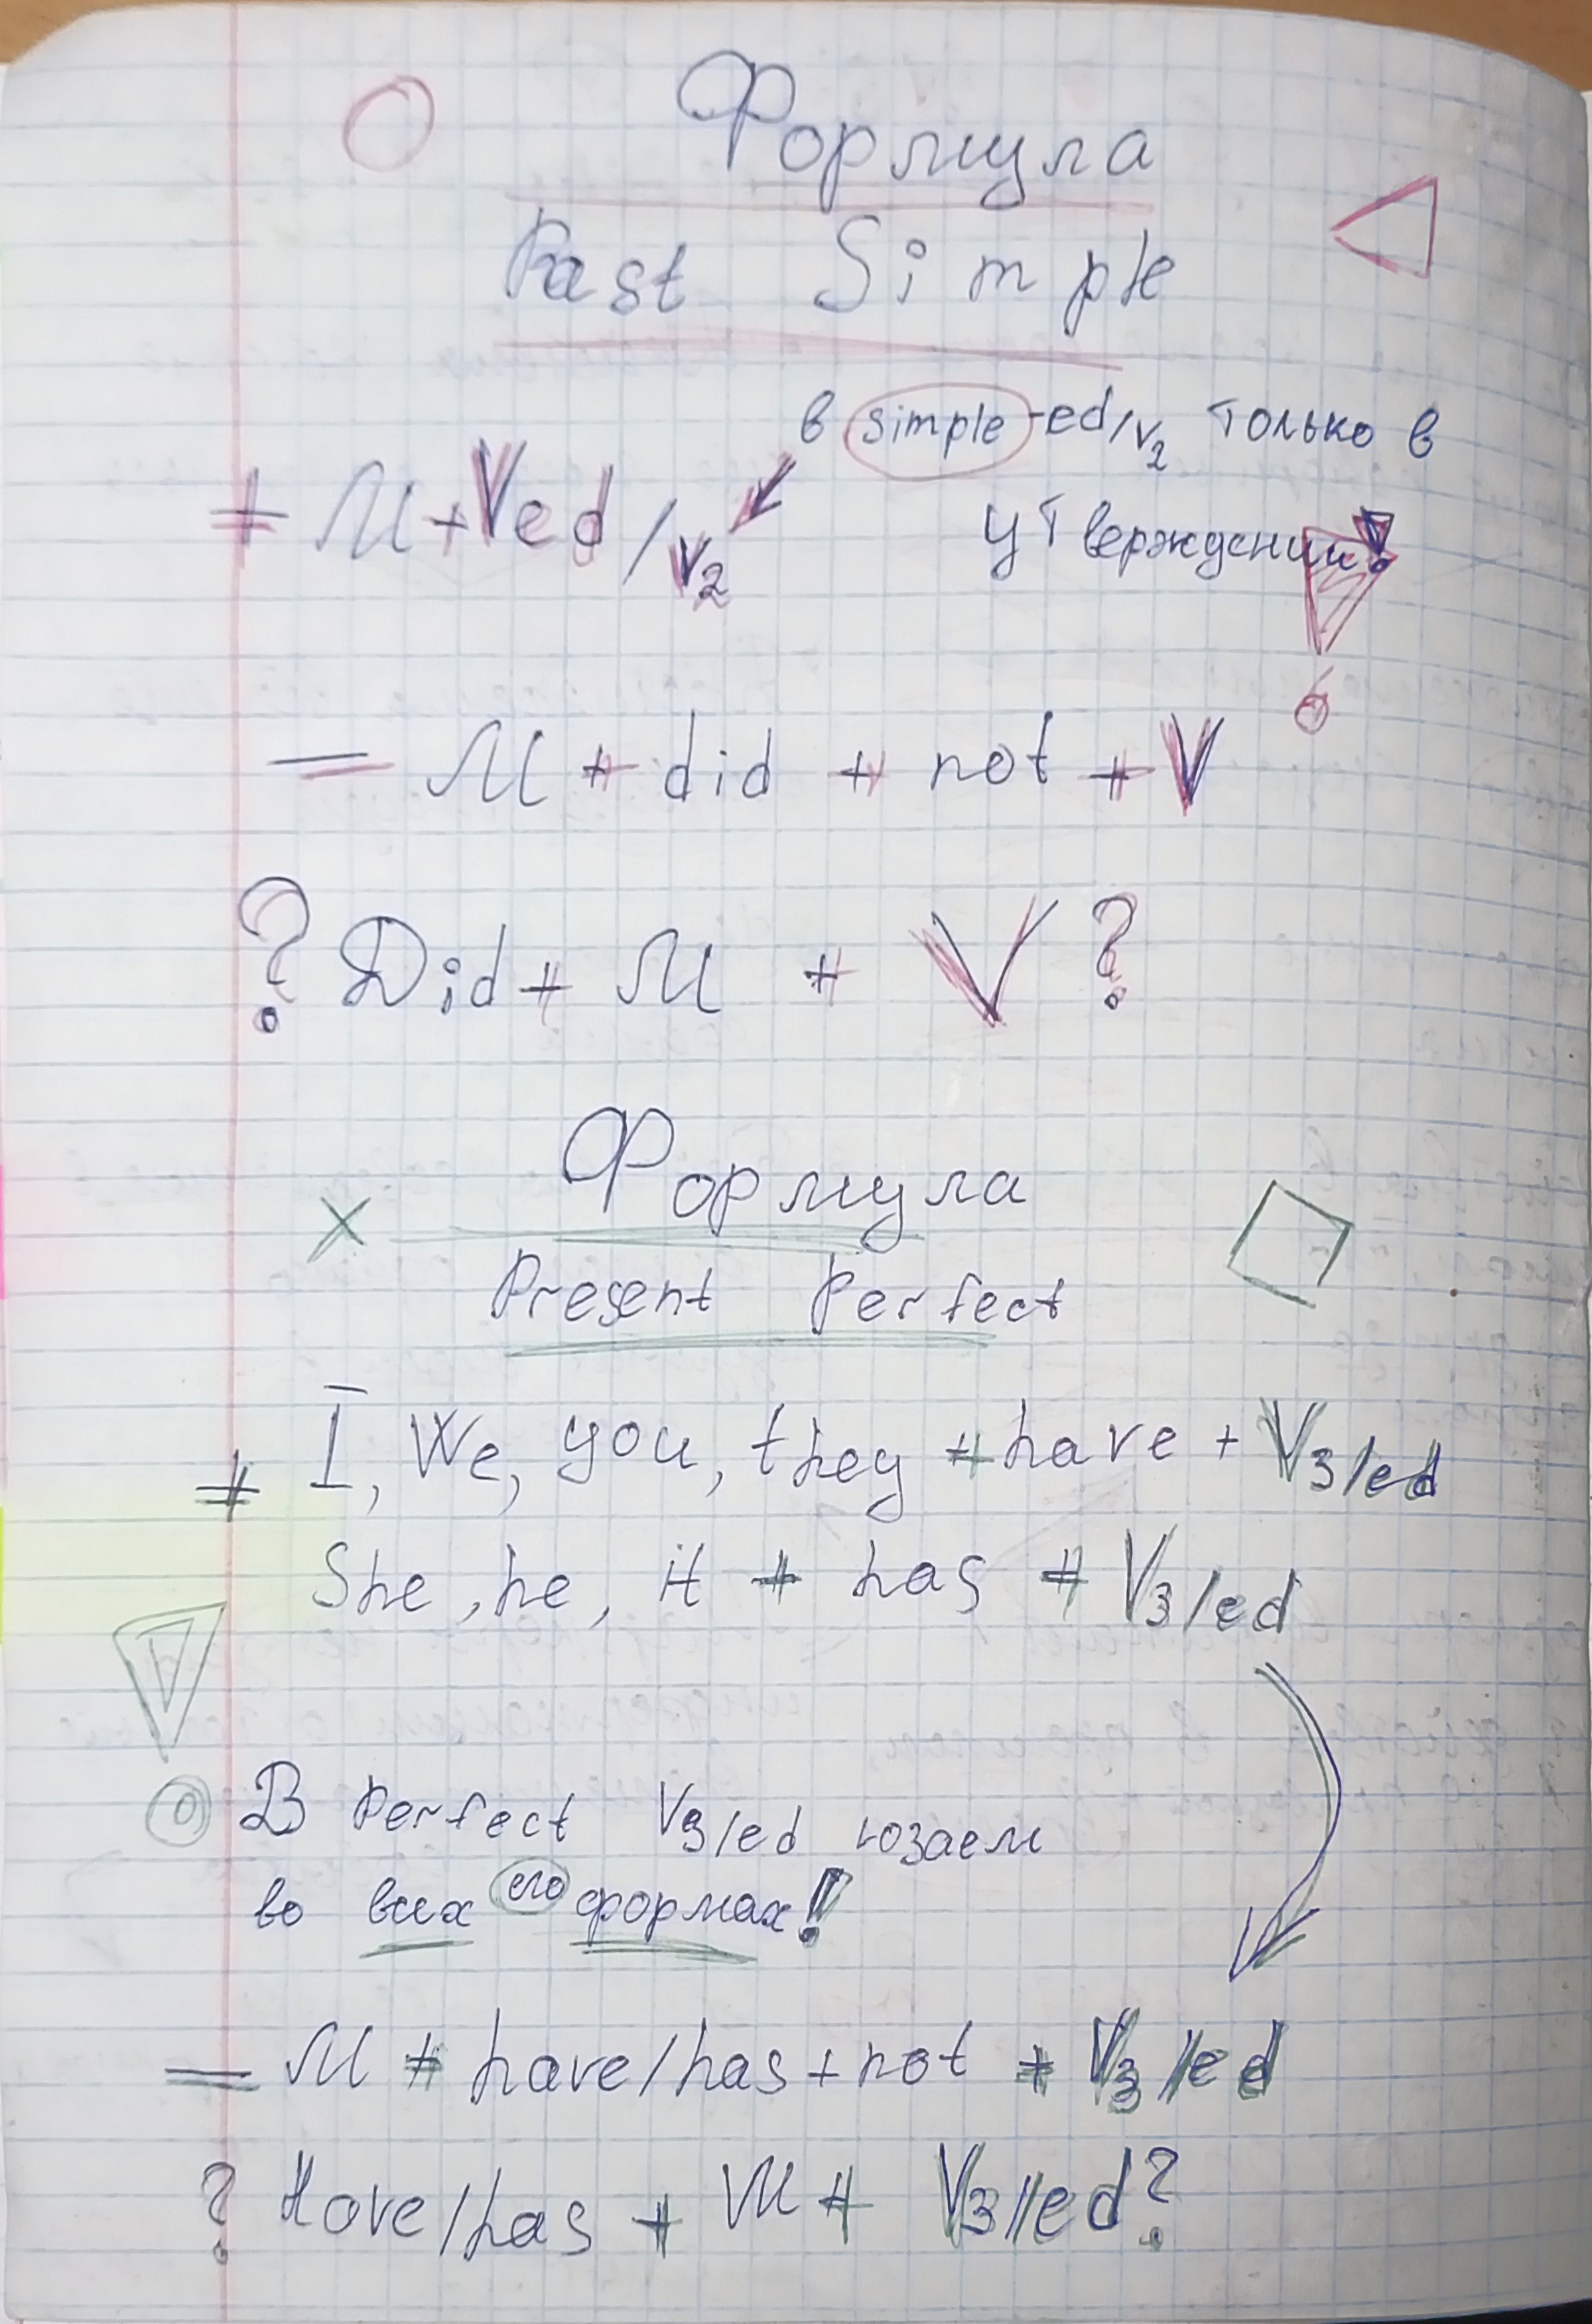 Формула
Past Simple
в simple -ed/V2 только в
утверждении!
+ М + Ved/V2
— М + did + not + V
? Did + М + V ?
Формула
Present Perfect
+ I, We, you, they + have + V3/ed
She, he, it + has + V3/ed
В Perfect V3/ed юзаем
во всех его формах!
— М + have/has + not + V3/ed
? Have/has + М + V3/ed?